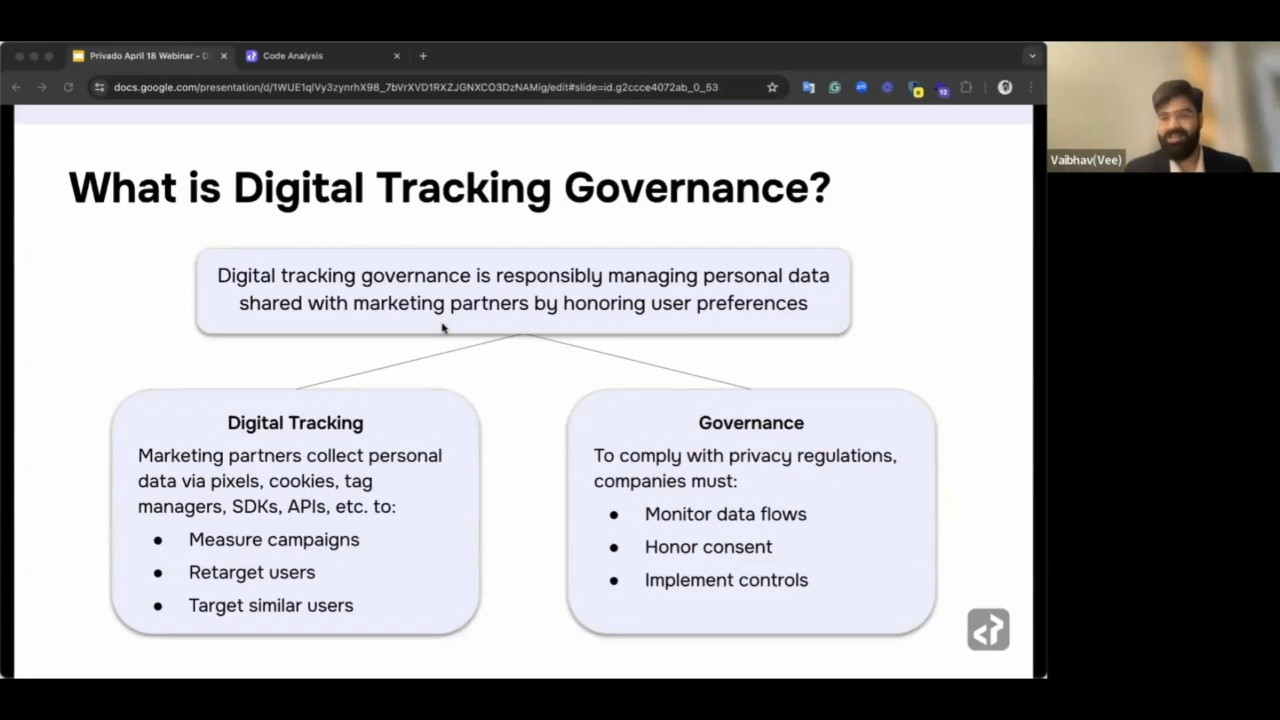 Privado April 18 Webinar - D
Code Analysis
docs.google.com/presentation/d/1WUE1qlVy3zynrhX9B_7bVrXVD1RXZJGNXCO3DzNAMig/edit#slide=id.g2ccce4072ab_0_53
12
Vaibhav(Vee)
What is Digital Tracking Governance?
Digital tracking governance is responsibly managing personal data
shared with marketing partners by honoring user preferences
Digital Tracking
Marketing partners collect personal
data via pixels, cookies, tag
managers, SDKs, APIs, etc. to:
● Measure campaigns
● Retarget users
● Target similar users
Governance
To comply with privacy regulations,
companies must:
● Monitor data flows
● Honor consent
● Implement controls